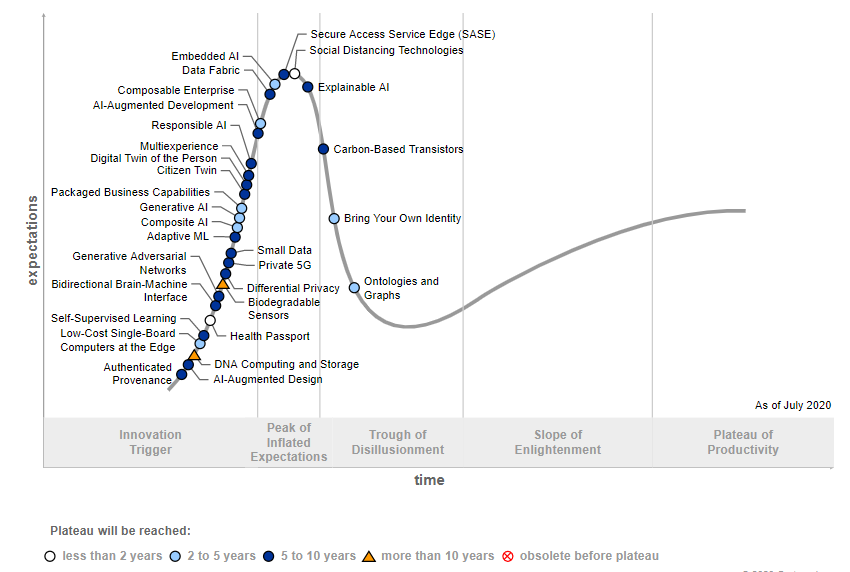 Secure Access Service Edge (SASE)
Social Distancing Technologies
Embedded AI
Data Fabric
Explainable AI
Composable Enterprise
AI-Augmented Development
Responsible AI
Carbon-Based Transistors
Multiexperience
Digital Twin of the Person
Citizen Twin
Packaged Business Capabilities
Generative AI
Bring Your Own Identity
Composite AI
Adaptive ML
Small Data
Generative Adversarial
Networks
Private 5G
Bidirectional Brain-Machine
Interface
Differential Privacy
Biodegradable
Sensors
Ontologies and
Graphs
Self-Supervised Learning
Low-Cost Single-Board
Computers at the Edge
Health Passport
DNA Computing and Storage
Authenticated
Provenance
AI-Augmented Design
expectations
As of July 2020
Innovation
Trigger
Peak of
Inflated
Expectations
Trough of
Disillusionment
Slope of
Enlightenment
Plateau of
Productivity
time
Plateau will be reached:
less than 2 years
2 to 5 years
5 to 10 years
more than 10 years
obsolete before plateau